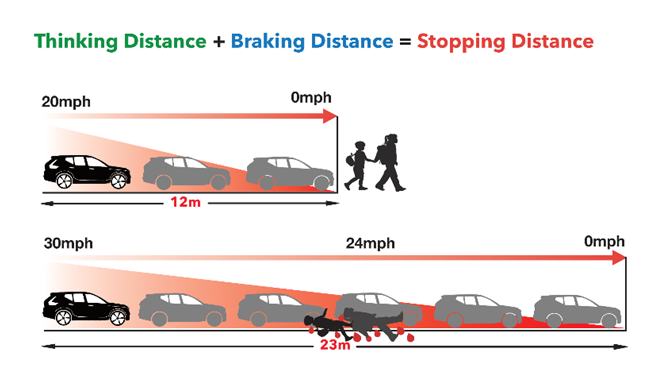 Thinking Distance + Braking Distance = Stopping Distance
20mph 0mph
12m
30mph 24mph 0mph
23m